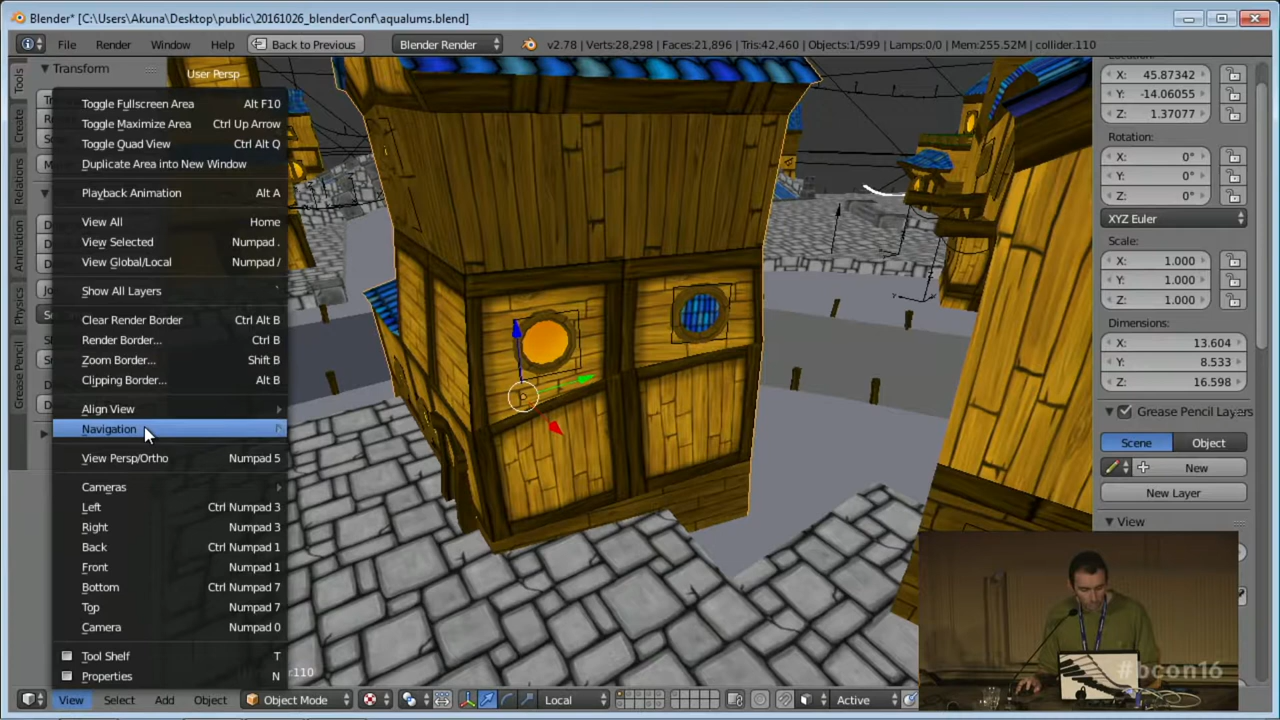 Blender* [C:\Users\Akuna\Desktop\public\20161026_blenderConf\aqualums.blend]
File Render Window Help Back to Previous Blender Render v2.78 | Verts:28,298 | Faces:21,896 | Tris:42,460 | Objects:1/599 | Lamps:0/0 | Mem:255.52M | collider.110
Tools
Create
Relations
Animation
Physics
Grease Pencil
Transform
User Persp
Toggle Fullscreen Area Alt F10
Toggle Maximize Area Ctrl Up Arrow
Toggle Quad View Ctrl Alt Q
Duplicate Area into New Window
Playback Animation Alt A
View All Home
View Selected Numpad .
View Global/Local Numpad /
Show All Layers `
Clear Render Border Ctrl Alt B
Render Border... Ctrl B
Zoom Border... Shift B
Clipping Border... Alt B
Align View
Navigation
View Persp/Ortho Numpad 5
Cameras
Left Ctrl Numpad 3
Right Numpad 3
Back Ctrl Numpad 1
Front Numpad 1
Bottom Ctrl Numpad 7
Top Numpad 7
Camera Numpad 0
Tool Shelf T
Properties N
110
View Select Add Object Object Mode Local Active
Location:
X: 45.87342
Y: -14.06055
Z: 1.37077
Rotation:
X: 0°
Y: 0°
Z: 0°
XYZ Euler
Scale:
X: 1.000
Y: 1.000
Z: 1.000
Dimensions:
X: 13.604
Y: 8.533
Z: 16.598
Grease Pencil Layers
Scene Object
New
New Layer
View
#bcon16